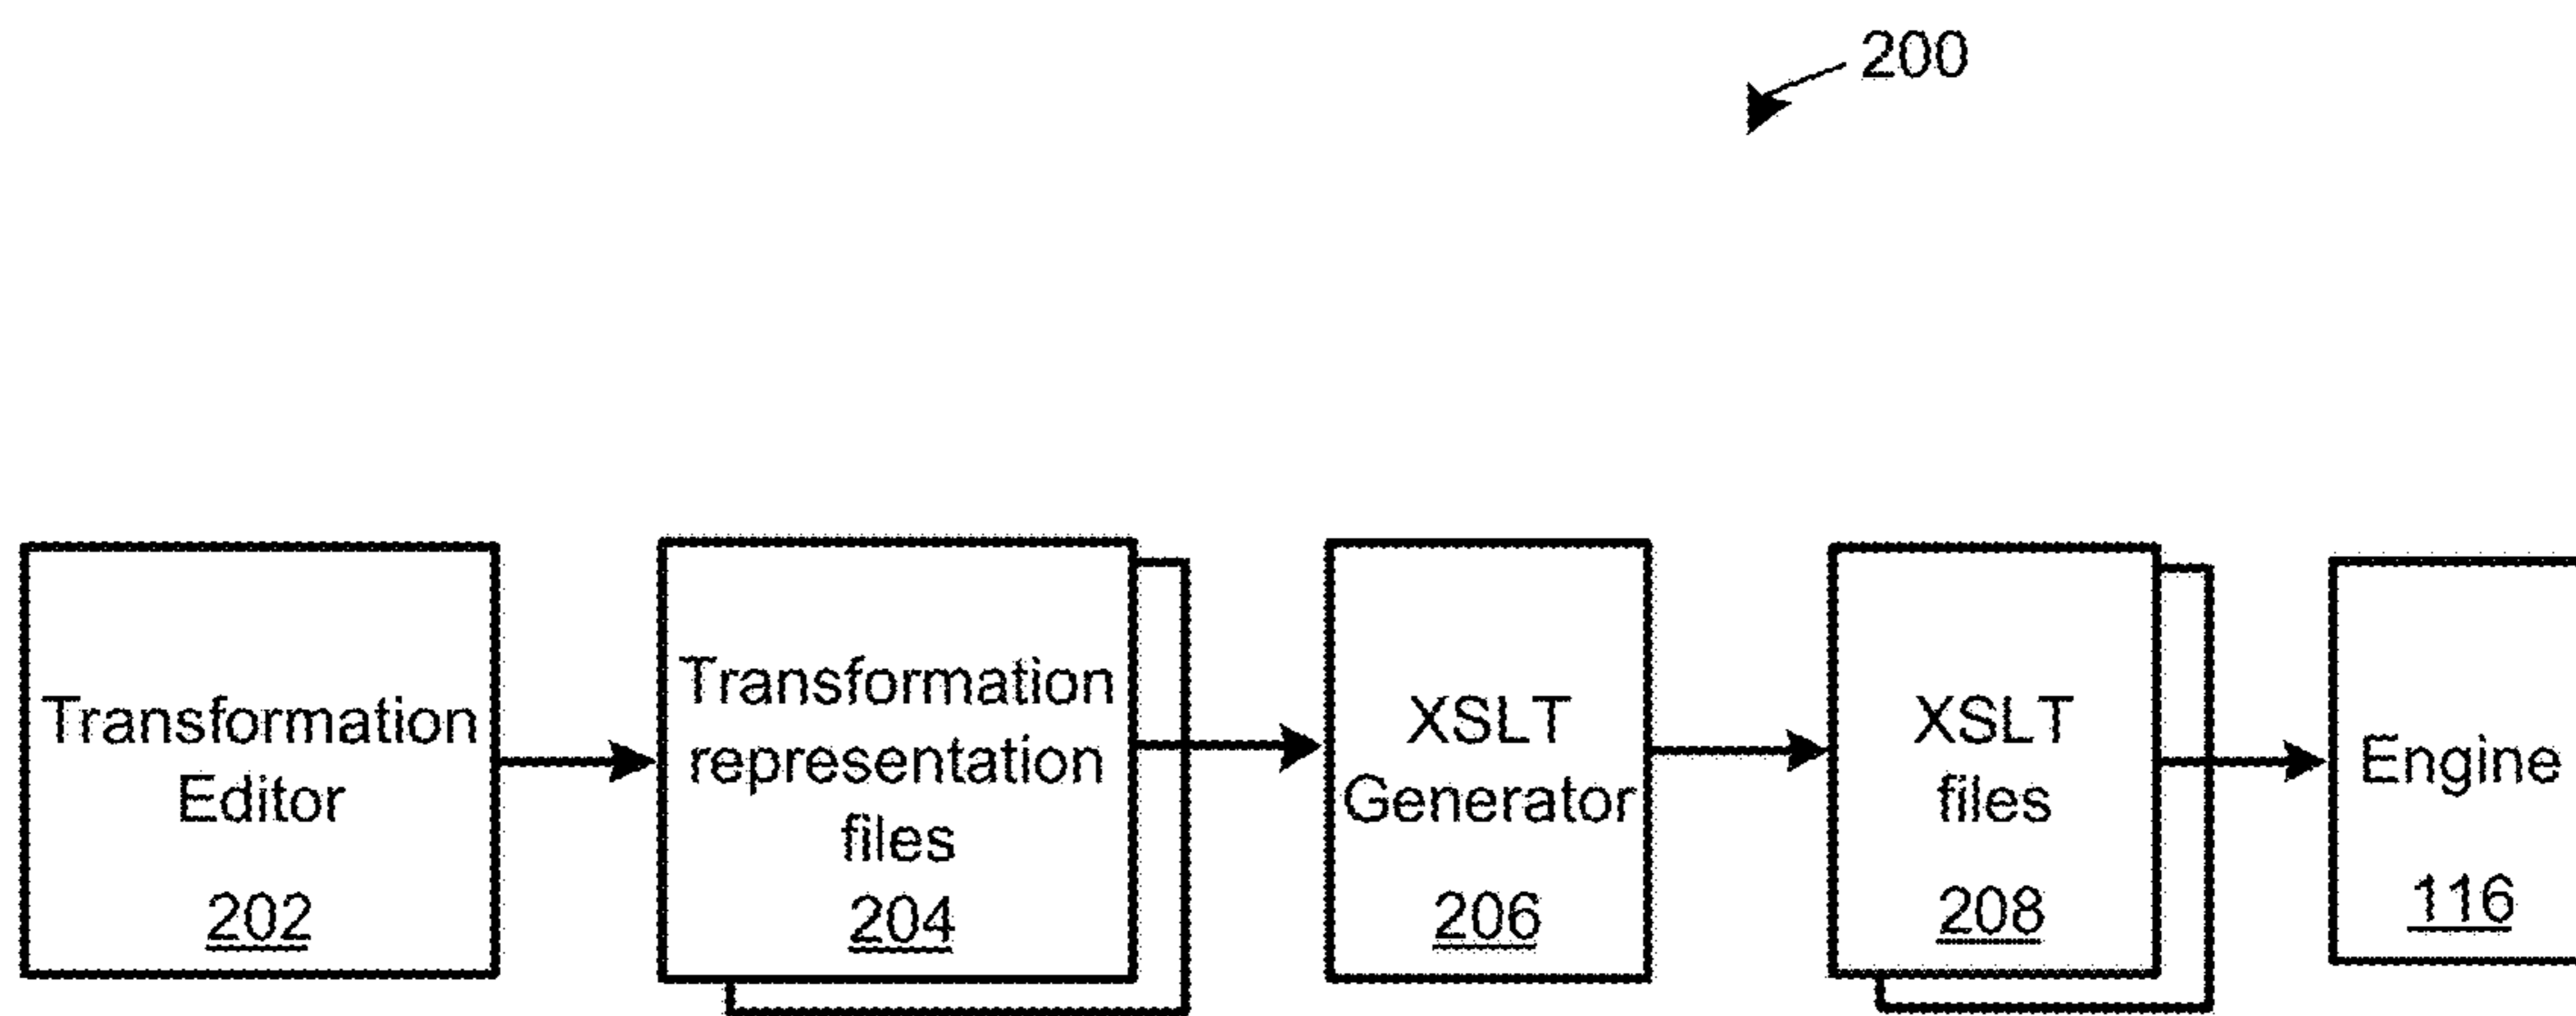 200
Transformation
Editor
202
Transformation
representation
files
204
XSLT
Generator
206
XSLT
files
208
Engine
116